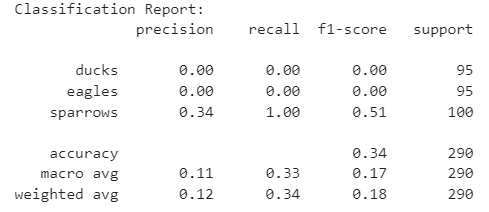 Classification Report:
precision recall f1-score support
ducks 0.00 0.00 0.00 95
eagles 0.00 0.00 0.00 95
sparrows 0.34 1.00 0.51 100
accuracy 0.34 290
macro avg 0.11 0.33 0.17 290
weighted avg 0.12 0.34 0.18 290